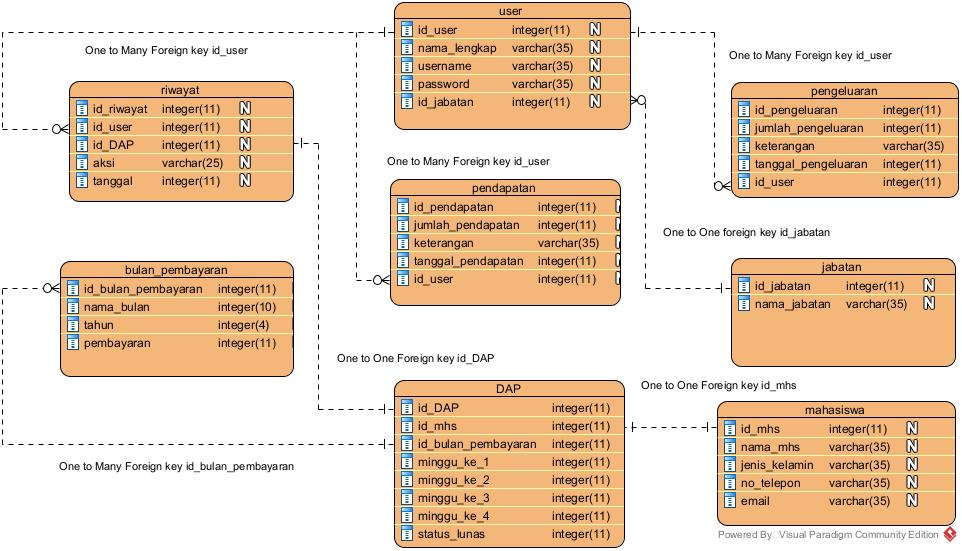 user
id_user integer(11) N
nama_lengkap varchar(35) N
username varchar(35) N
password varchar(35) N
id_jabatan integer(11) N
One to Many Foreign key id_user
riwayat
id_riwayat integer(11) N
id_user integer(11) N
id_DAP integer(11) N
aksi varchar(25) N
tanggal integer(11) N
One to Many Foreign key id_user
pengeluaran
id_pengeluaran integer(11)
jumlah_pengeluaran integer(11)
keterangan varchar(35)
tanggal_pengeluaran integer(11)
id_user integer(11)
One to Many Foreign key id_user
pendapatan
id_pendapatan integer(11)
jumlah_pendapatan integer(11)
keterangan varchar(35)
tanggal_pendapatan integer(11)
id_user integer(11)
One to One foreign key id_jabatan
jabatan
id_jabatan integer(11) N
nama_jabatan varchar(35) N
bulan_pembayaran
id_bulan_pembayaran integer(11)
nama_bulan integer(10)
tahun integer(4)
pembayaran integer(11)
One to One Foreign key id_DAP
DAP
id_DAP integer(11)
id_mhs integer(11)
id_bulan_pembayaran integer(11)
minggu_ke_1 integer(11)
minggu_ke_2 integer(11)
minggu_ke_3 integer(11)
minggu_ke_4 integer(11)
status_lunas integer(11)
One to One Foreign key id_mhs
mahasiswa
id_mhs integer(11) N
nama_mhs varchar(35) N
jenis_kelamin varchar(35) N
no_telepon varchar(35) N
email varchar(35) N
One to Many Foreign key id_bulan_pembayaran
Powered By Visual Paradigm Community Edition